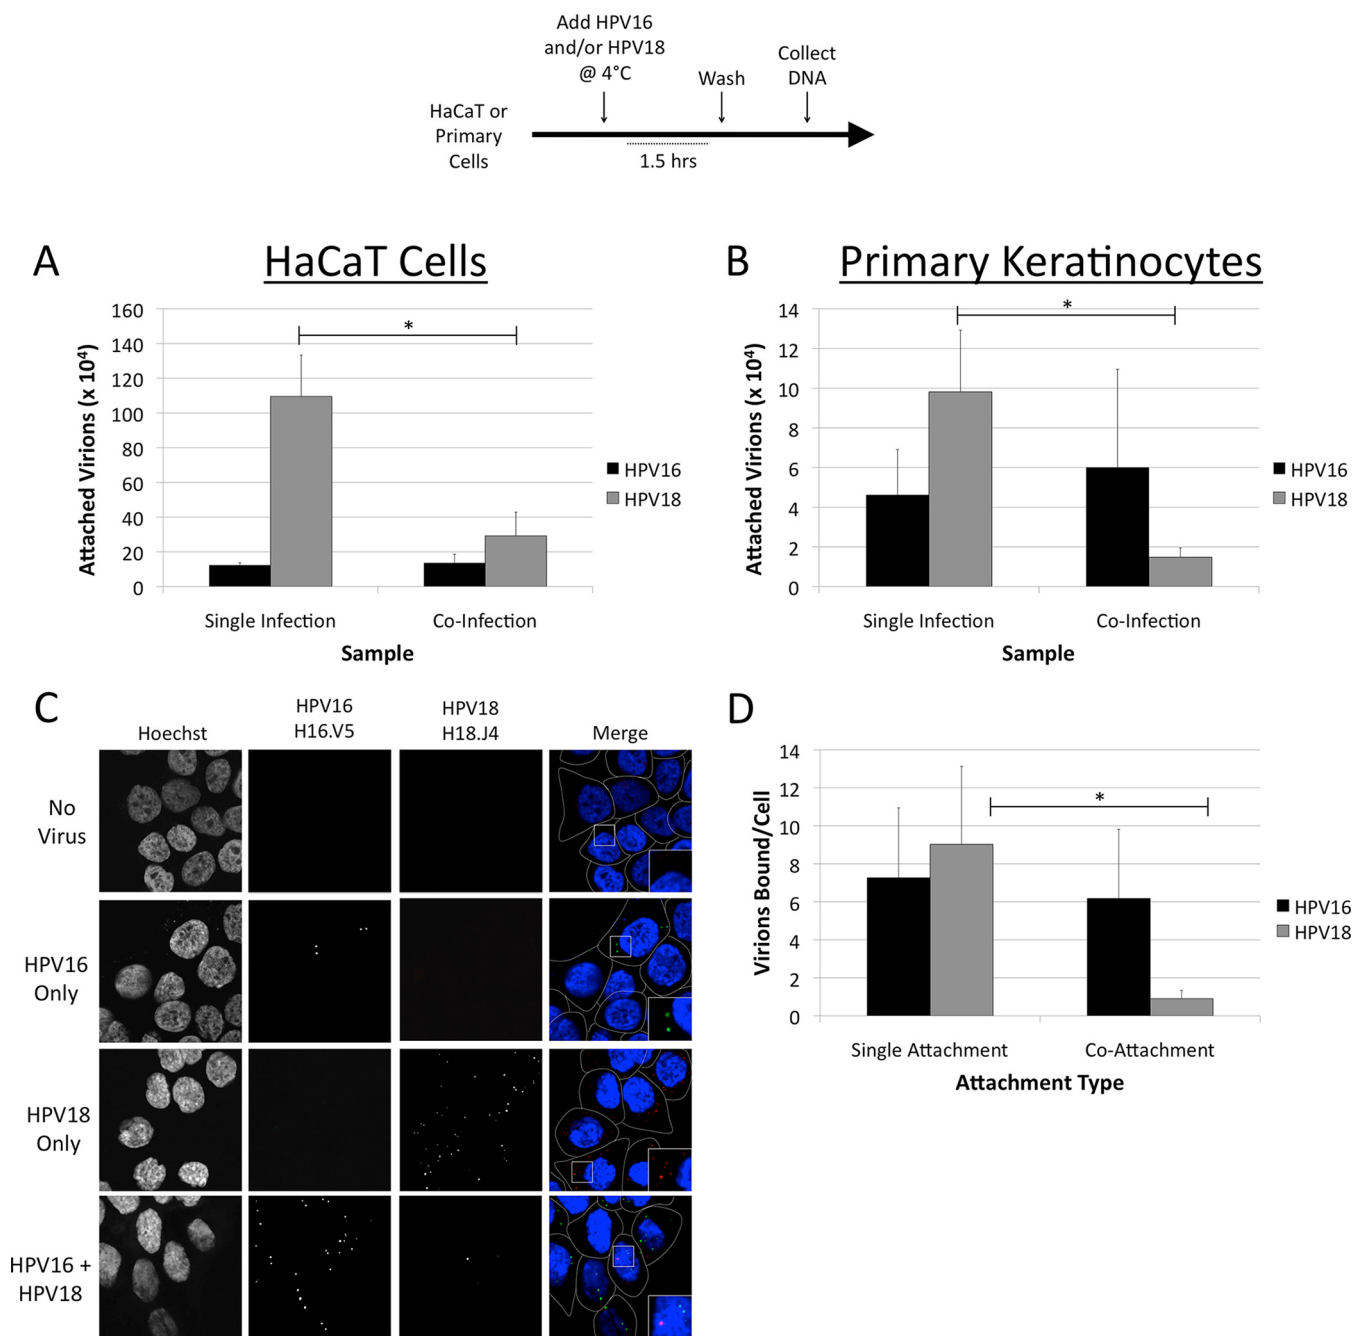 Add HPV16
and/or HPV18
@ 4°C
Wash
Collect
DNA
HaCaT or
Primary
Cells
1.5 hrs
A
HaCaT Cells
160
140
120
100
80
60
40
20
0
Attached Virions (x 10⁴)
*
HPV16
HPV18
Single Infection
Co-Infection
Sample
B
Primary Keratinocytes
14
12
10
8
6
4
2
0
Attached Virions (x 10⁴)
*
HPV16
HPV18
Single Infection
Co-Infection
Sample
C
Hoechst
HPV16
H16.V5
HPV18
H18.J4
Merge
No
Virus
HPV16
Only
HPV18
Only
HPV16 +
HPV18
D
14
12
10
8
6
4
2
0
Virions Bound/Cell
*
HPV16
HPV18
Single Attachment
Co-Attachment
Attachment Type